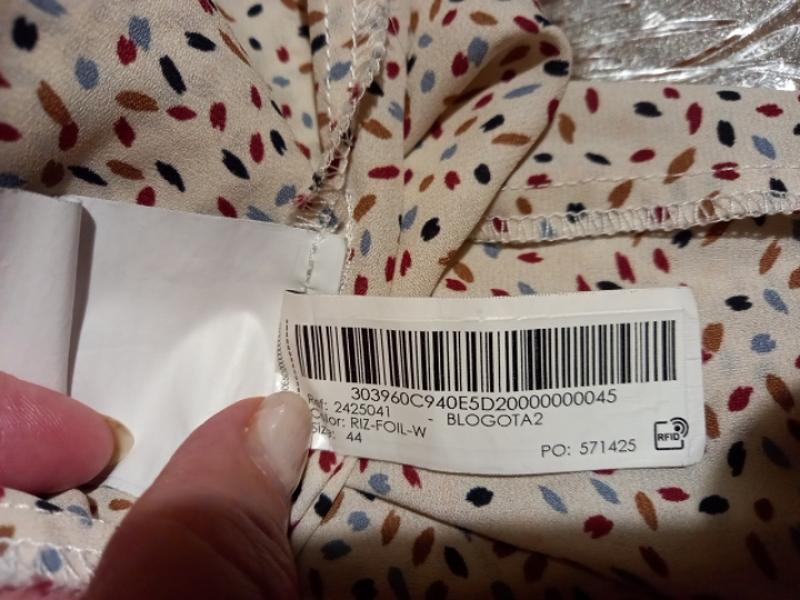 303960C940E5D20000000045
Ref: 2425041 - BLOGOTA2
Color: RIZ-FOIL-W
Size: 44
PO: 571425
RFID